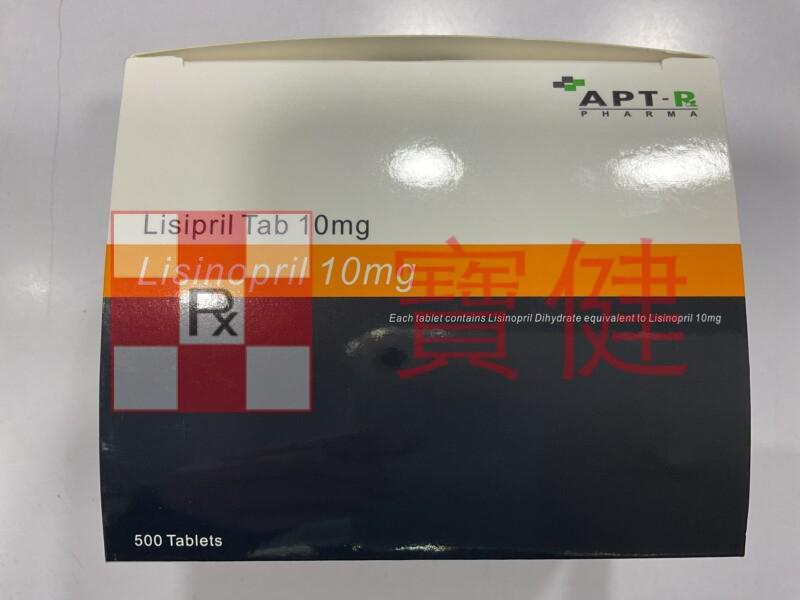 APT-Rx
PHARMA
Lisipril Tab 10mg
Lisinopril 10mg
寶健
Rx
Each tablet contains Lisinopril Dihydrate equivalent to Lisinopril 10mg
500 Tablets